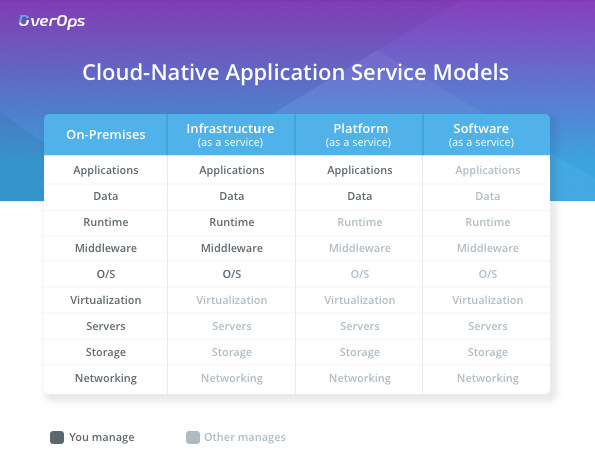 OverOps
Cloud-Native Application Service Models
On-Premises Infrastructure (as a service) Platform (as a service) Software (as a service)
Applications Applications Applications Applications
Data Data Data Data
Runtime Runtime Runtime Runtime
Middleware Middleware Middleware Middleware
O/S O/S O/S O/S
Virtualization Virtualization Virtualization Virtualization
Servers Servers Servers Servers
Storage Storage Storage Storage
Networking Networking Networking Networking
You manage Other manages